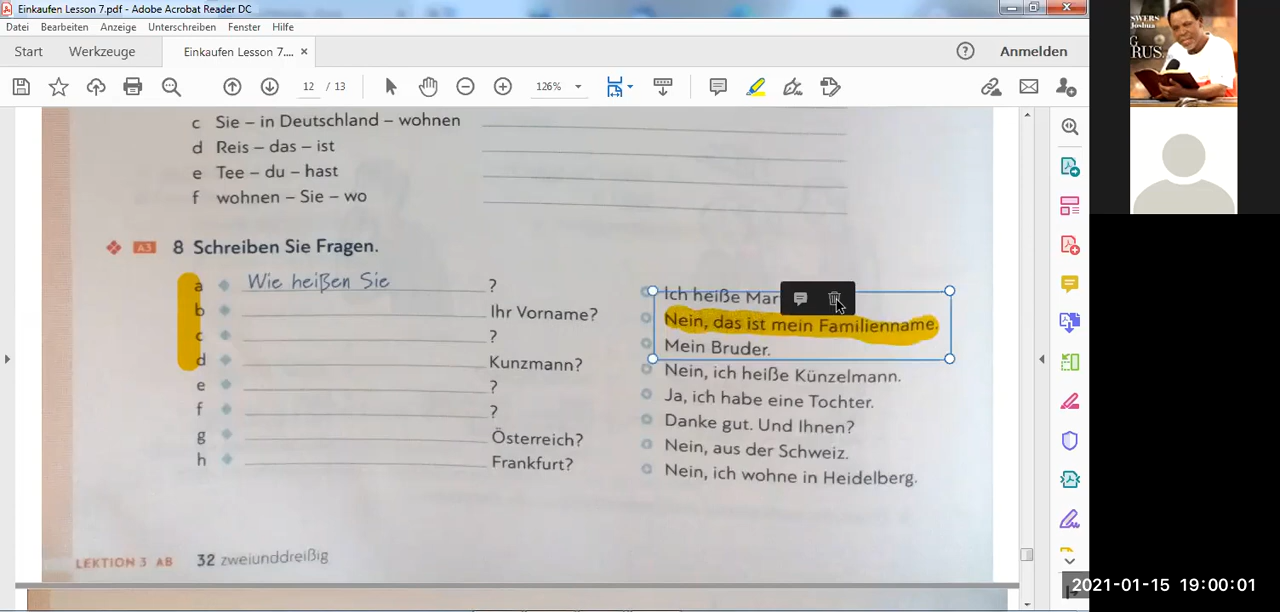 Einkaufen Lesson 7.pdf - Adobe Acrobat Reader DC
Datei Bearbeiten Anzeige Unterschreiben Fenster Hilfe
Start Werkzeuge Einkaufen Lesson 7.... × ? Anmelden
12 / 13 126%
c Sie – in Deutschland – wohnen
d Reis – das – ist
e Tee – du – hast
f wohnen – Sie – wo
A3 8 Schreiben Sie Fragen.
a Wie heißen Sie ? Ich heiße Mar
b Ihr Vorname? Nein, das ist mein Familienname.
c ? Mein Bruder.
d Kunzmann? Nein, ich heiße Künzelmann.
e ? Ja, ich habe eine Tochter.
f ? Danke gut. Und Ihnen?
g Österreich? Nein, aus der Schweiz.
h Frankfurt? Nein, ich wohne in Heidelberg.
LEKTION 3 AB 32 zweiunddreißig
SWERS
Joshua
RUS.
2021-01-15 19:00:01